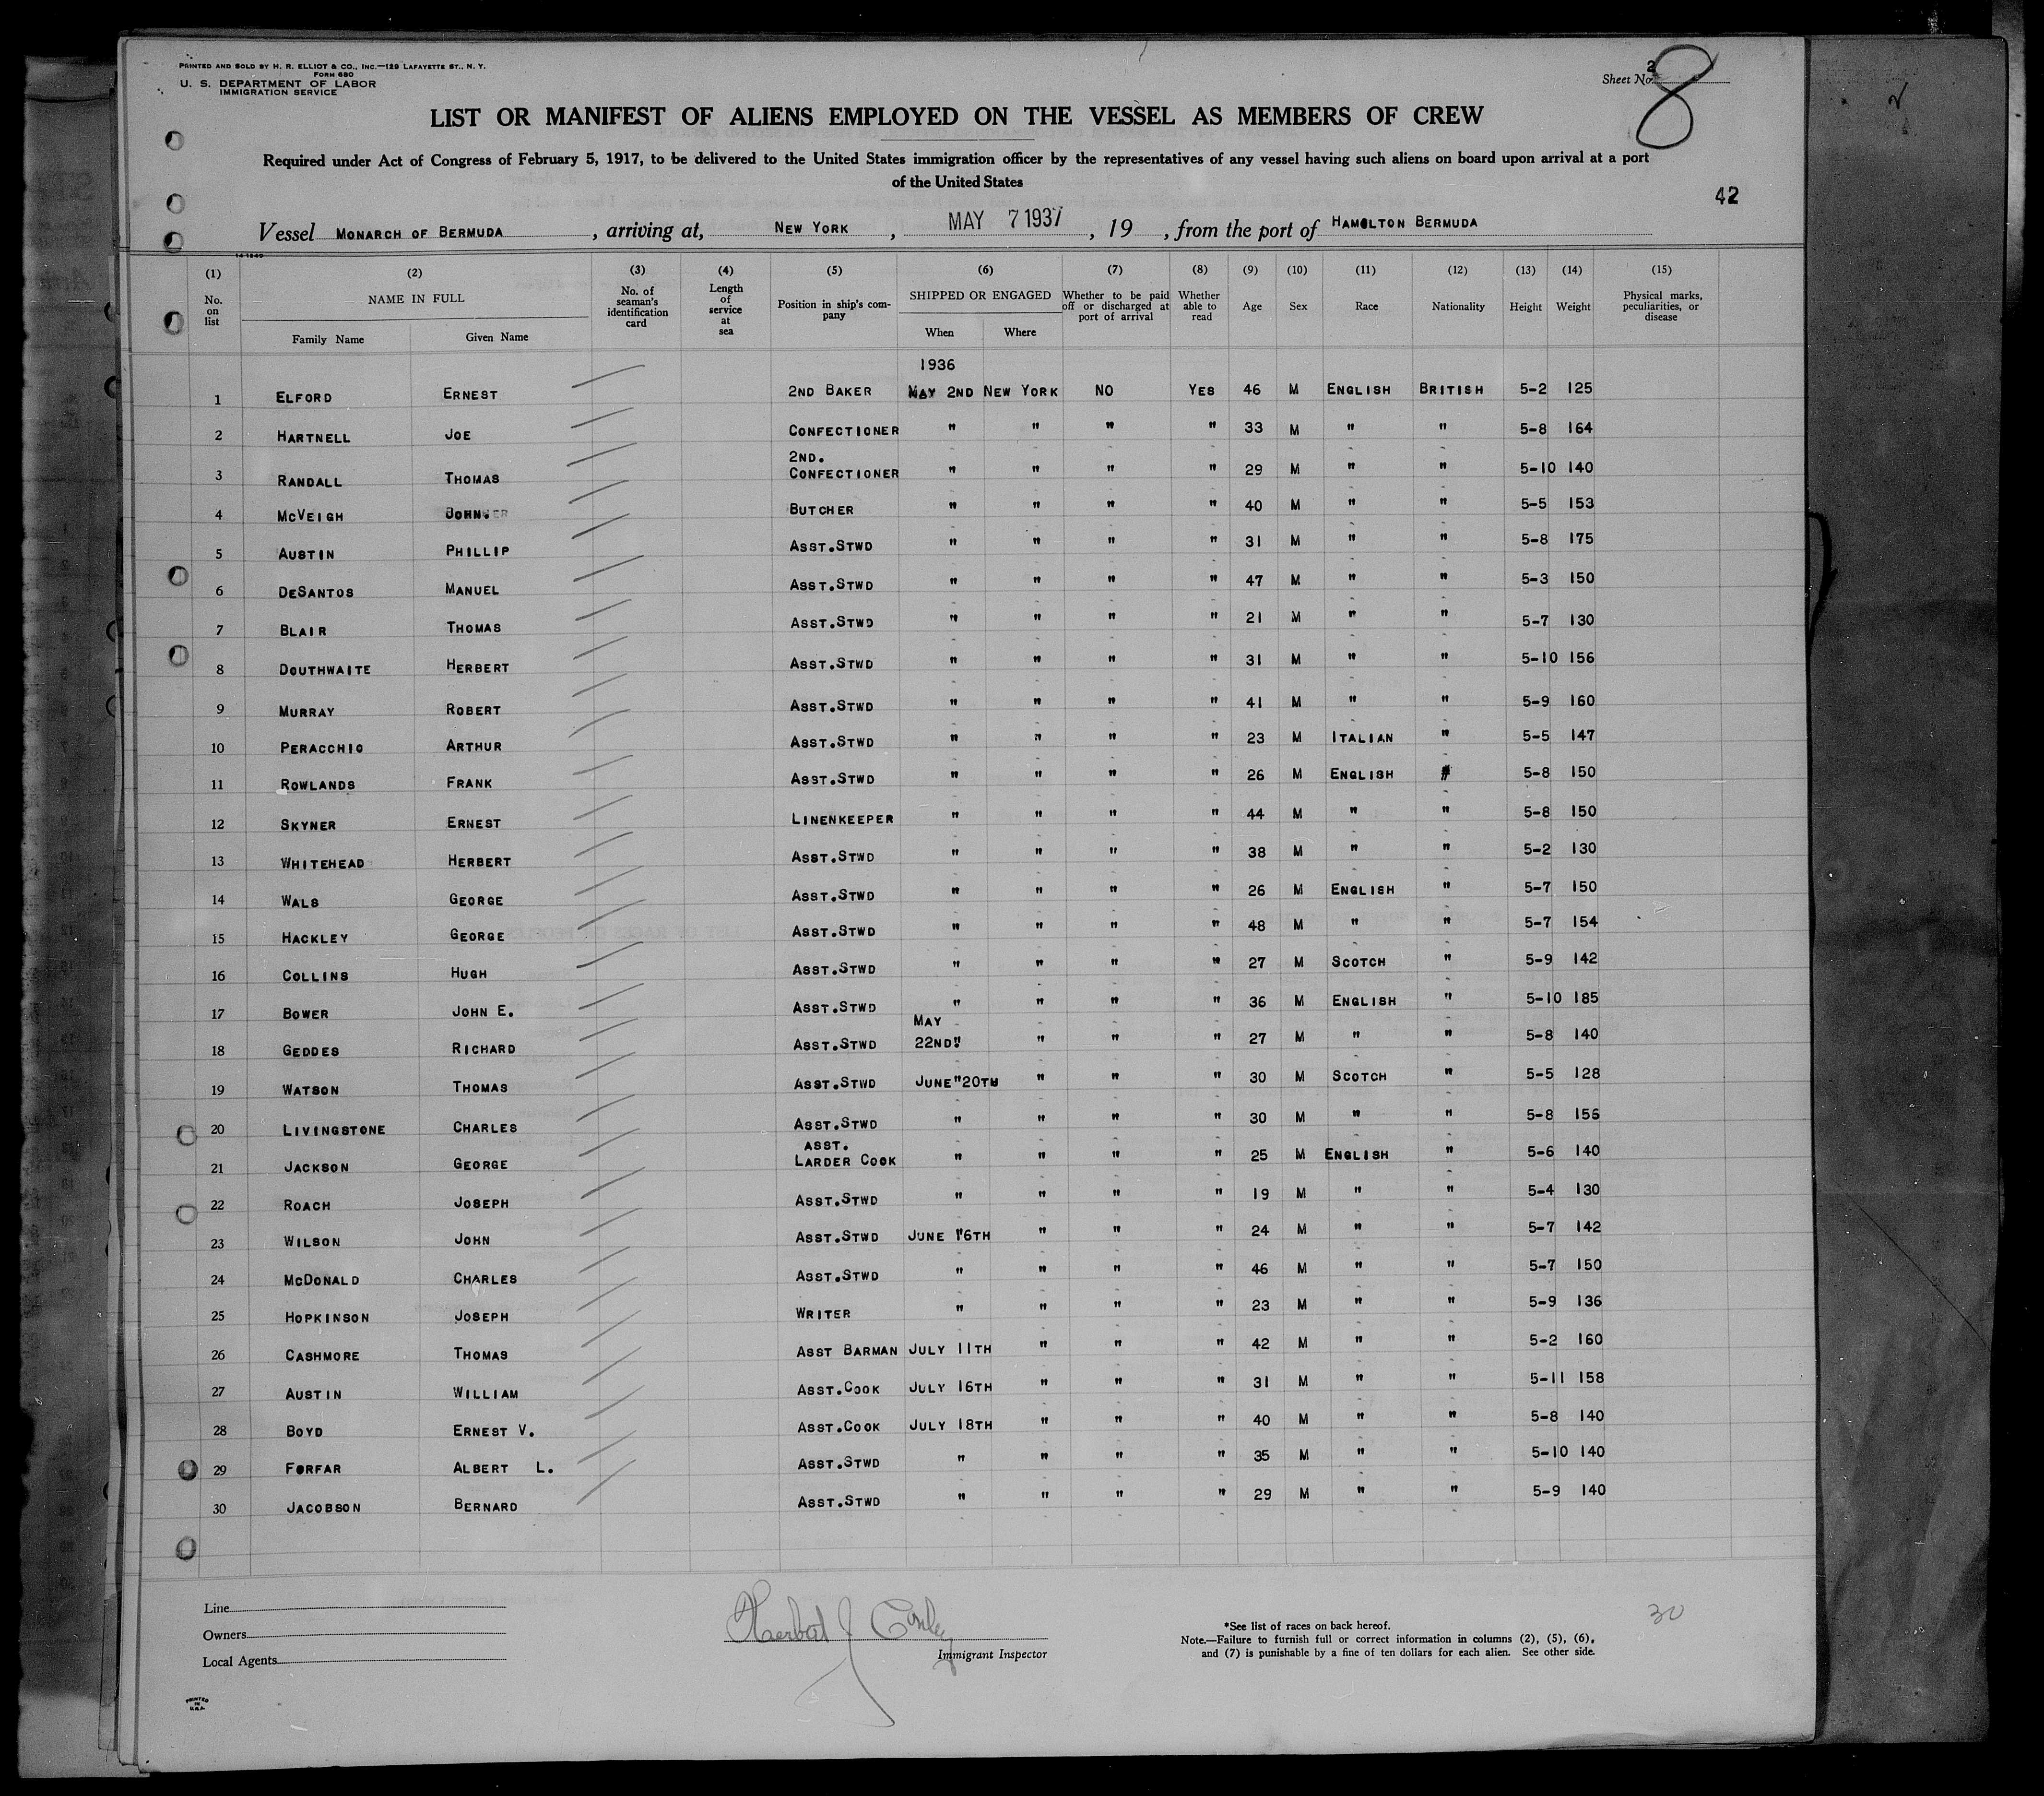 PRINTED AND SOLD BY H. R. ELLIOT & CO., INC.—129 LAFAYETTE ST., N. Y.
FORM 680
U. S. DEPARTMENT OF LABOR
IMMIGRATION SERVICE
Sheet No. 2
8
LIST OR MANIFEST OF ALIENS EMPLOYED ON THE VESSEL AS MEMBERS OF CREW
Required under Act of Congress of February 5, 1917, to be delivered to the United States immigration officer by the representatives of any vessel having such aliens on board upon arrival at a port
of the United States
42
Vessel MONARCH OF BERMUDA, arriving at, NEW YORK, MAY 7 1937, 19 , from the port of HAMOLTON BERMUDA
(1) (2) (3) (4) (5) (6) (7) (8) (9) (10) (11) (12) (13) (14) (15)
No. on list NAME IN FULL Family Name Given Name No. of seaman's identification card Length of service at sea Position in ship's company SHIPPED OR ENGAGED When Where Whether to be paid off or discharged at port of arrival Whether able to read Age Sex Race Nationality Height Weight Physical marks, peculiarities, or disease
1936
1 ELFORD ERNEST 2ND BAKER MAY 2ND NEW YORK NO YES 46 M ENGLISH BRITISH 5-2 125
2 HARTNELL JOE CONFECTIONER " " " " 33 M " " 5-8 164
3 RANDALL THOMAS 2ND. CONFECTIONER " " " " 29 M " " 5-10 140
4 MCVEIGH JOHN. BUTCHER " " " " 40 M " " 5-5 153
5 AUSTIN PHILLIP ASST.STWD " " " " 31 M " " 5-8 175
6 DESANTOS MANUEL ASST.STWD " " " " 47 M " " 5-3 150
7 BLAIR THOMAS ASST.STWD " " " " 21 M " " 5-7 130
8 DOUTHWAITE HERBERT ASST.STWD " " " " 31 M " " 5-10 156
9 MURRAY ROBERT ASST.STWD " " " " 41 M " " 5-9 160
10 PERACCHIO ARTHUR ASST.STWD " " " " 23 M ITALIAN " 5-5 147
11 ROWLANDS FRANK ASST.STWD " " " " 26 M ENGLISH " 5-8 150
12 SKYNER ERNEST LINENKEEPER " " " " 44 M " " 5-8 150
13 WHITEHEAD HERBERT ASST.STWD " " " " 38 M " " 5-2 130
14 WALS GEORGE ASST.STWD " " " " 26 M ENGLISH " 5-7 150
15 HACKLEY GEORGE ASST.STWD " " " " 48 M " " 5-7 154
16 COLLINS HUGH ASST.STWD " " " " 27 M SCOTCH " 5-9 142
17 BOWER JOHN E. ASST.STWD " " " " 36 M ENGLISH " 5-10 185
18 GEDDES RICHARD ASST.STWD MAY 22ND" " " " 27 M " " 5-8 140
19 WATSON THOMAS ASST.STWD JUNE"20TH " " " 30 M SCOTCH " 5-5 128
20 LIVINGSTONE CHARLES ASST.STWD " " " " 30 M " " 5-8 156
21 JACKSON GEORGE ASST. LARDER COOK " " " " 25 M ENGLISH " 5-6 140
22 ROACH JOSEPH ASST.STWD " " " " 19 M " " 5-4 130
23 WILSON JOHN ASST.STWD JUNE "6TH " " " 24 M " " 5-7 142
24 MCDONALD CHARLES ASST.STWD " " " " 46 M " " 5-7 150
25 HOPKINSON JOSEPH WRITER " " " " 23 M " " 5-9 136
26 CASHMORE THOMAS ASST BARMAN JULY 11TH " " " 42 M " " 5-2 160
27 AUSTIN WILLIAM ASST.COOK JULY 16TH " " " 31 M " " 5-11 158
28 BOYD ERNEST V. ASST.COOK JULY 18TH " " " 40 M " " 5-8 140
29 FORFAR ALBERT L. ASST.STWD " " " " 35 M " " 5-10 140
30 JACOBSON BERNARD ASST.STWD " " " " 29 M " " 5-9 140
Line
Owners
Local Agents
Herbert J Conley
Immigrant Inspector
*See list of races on back hereof.
Note.—Failure to furnish full or correct information in columns (2), (5), (6), and (7) is punishable by a fine of ten dollars for each alien. See other side.
30
PRINTED IN U.S.A.